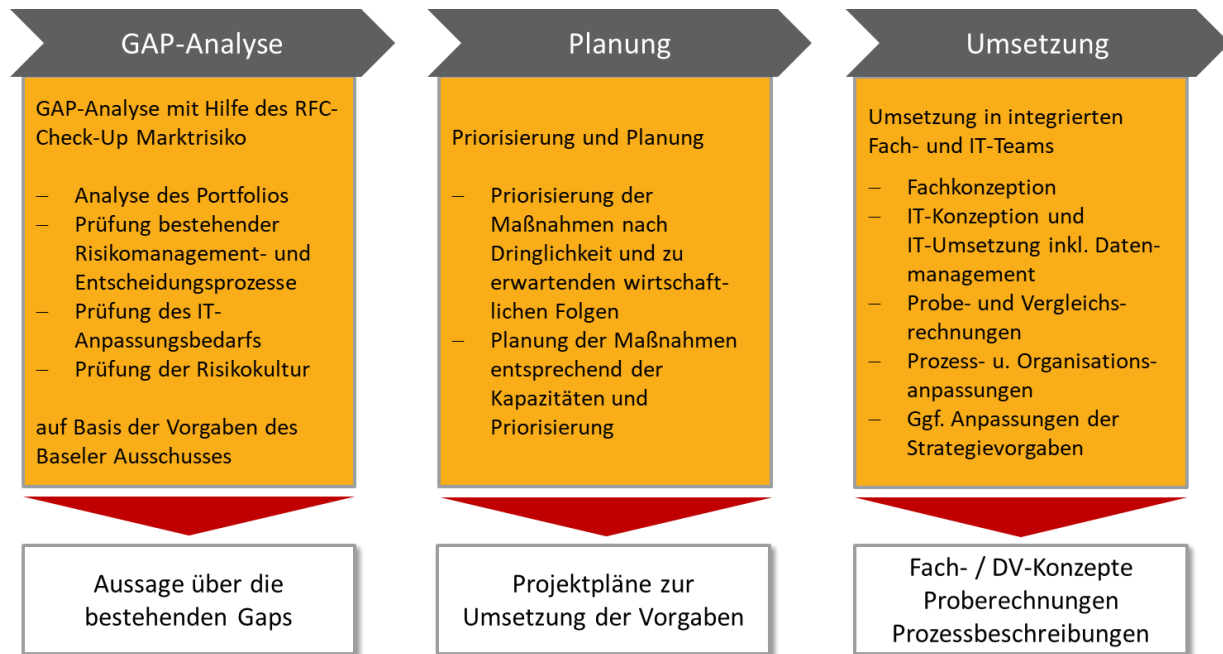 GAP-Analyse
GAP-Analyse mit Hilfe des RFC-
Check-Up Marktrisiko
– Analyse des Portfolios
– Prüfung bestehender
Risikomanagement- und
Entscheidungsprozesse
– Prüfung des IT-
Anpassungsbedarfs
– Prüfung der Risikokultur
auf Basis der Vorgaben des
Baseler Ausschusses
Aussage über die
bestehenden Gaps
Planung
Priorisierung und Planung
– Priorisierung der
Maßnahmen nach
Dringlichkeit und zu
erwartenden wirtschaft-
lichen Folgen
– Planung der Maßnahmen
entsprechend der
Kapazitäten und
Priorisierung
Projektpläne zur
Umsetzung der Vorgaben
Umsetzung
Umsetzung in integrierten
Fach- und IT-Teams
– Fachkonzeption
– IT-Konzeption und
IT-Umsetzung inkl. Daten-
management
– Probe- und Vergleichs-
rechnungen
– Prozess- u. Organisations-
anpassungen
– Ggf. Anpassungen der
Strategievorgaben
Fach- / DV-Konzepte
Proberechnungen
Prozessbeschreibungen